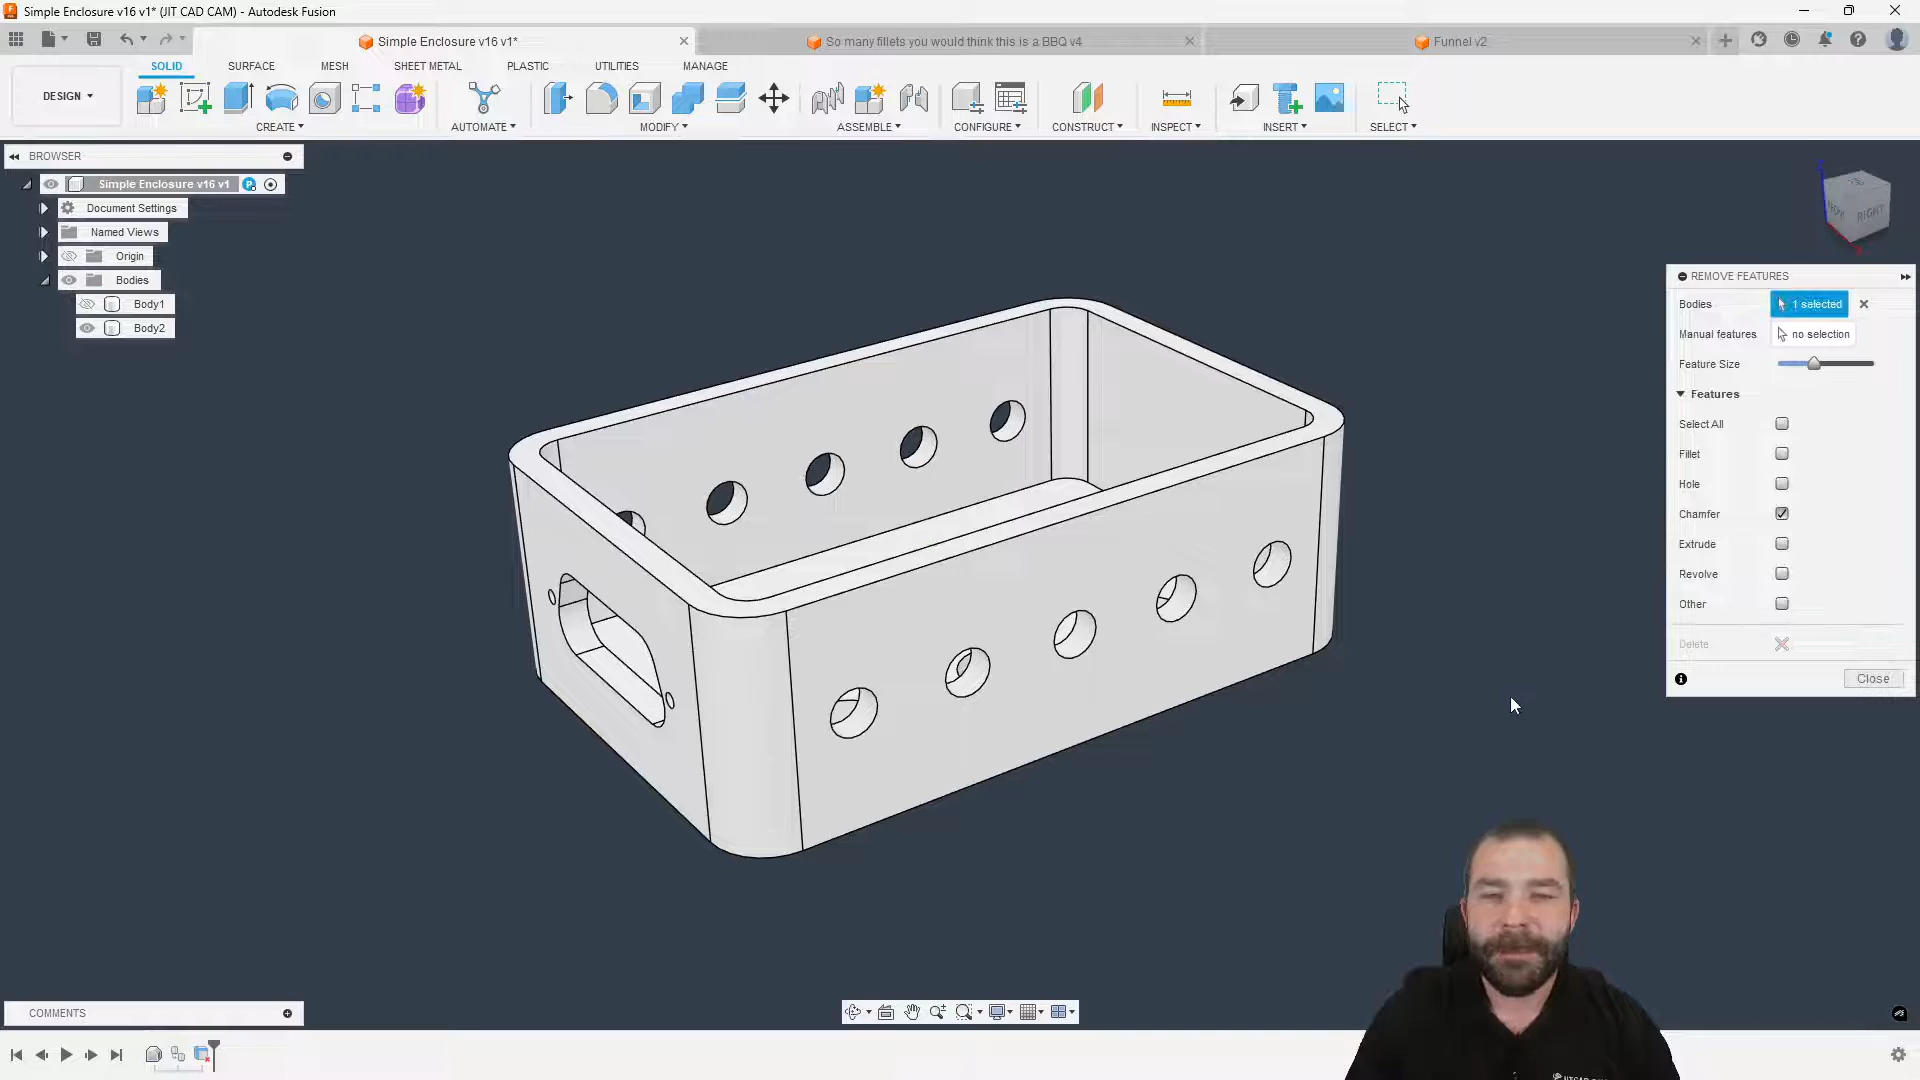 Simple Enclosure v16 v1* (JIT CAD CAM) - Autodesk Fusion
Simple Enclosure v16 v1*
So many fillets you would think this is a BBQ v4
Funnel v2
SOLID
SURFACE
MESH
SHEET METAL
PLASTIC
UTILITIES
MANAGE
DESIGN
CREATE
AUTOMATE
MODIFY
ASSEMBLE
CONFIGURE
CONSTRUCT
INSPECT
INSERT
SELECT
BROWSER
Simple Enclosure v16 v1
Document Settings
Named Views
Origin
Bodies
Body1
Body2
RIGHT
REMOVE FEATURES
Bodies
1 selected
Manual features
no selection
Feature Size
Features
Select All
Fillet
Hole
Chamfer
Extrude
Revolve
Other
Delete
Close
COMMENTS